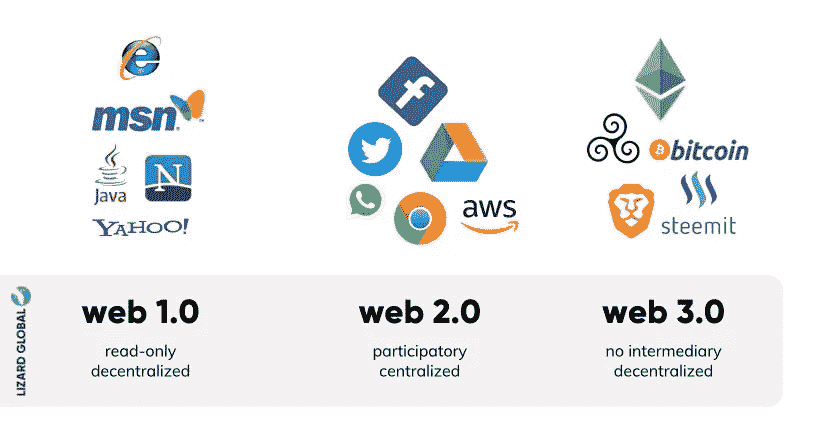 msn
Java
N
YAHOO!
aws
bitcoin
steemit
LIZARD GLOBAL
web 1.0
read-only
decentralized
web 2.0
participatory
centralized
web 3.0
no intermediary
decentralized